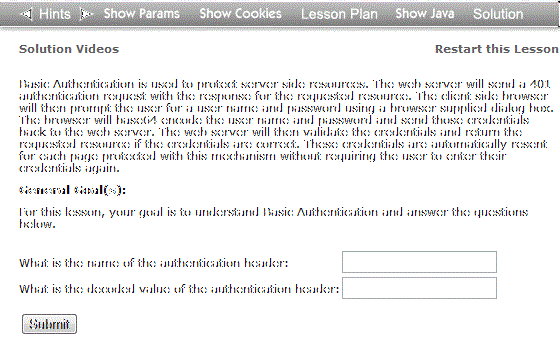 Hints Show Params Show Cookies Lesson Plan Show Java Solution
Solution Videos Restart this Lesson
Basic Authentication is used to protect server side resources. The web server will send a 401
authentication request with the response for the requested resource. The client side browser
will then prompt the user for a user name and password using a browser supplied dialog box.
The browser will base64 encode the user name and password and send those credentials
back to the web server. The web server will then validate the credentials and return the
requested resource if the credentials are correct. These credentials are automatically resent
for each page protected with this mechanism without requiring the user to enter their
credentials again.
General Goal(s):
For this lesson, your goal is to understand Basic Authentication and answer the questions
below.
What is the name of the authentication header:
What is the decoded value of the authentication header:
Submit